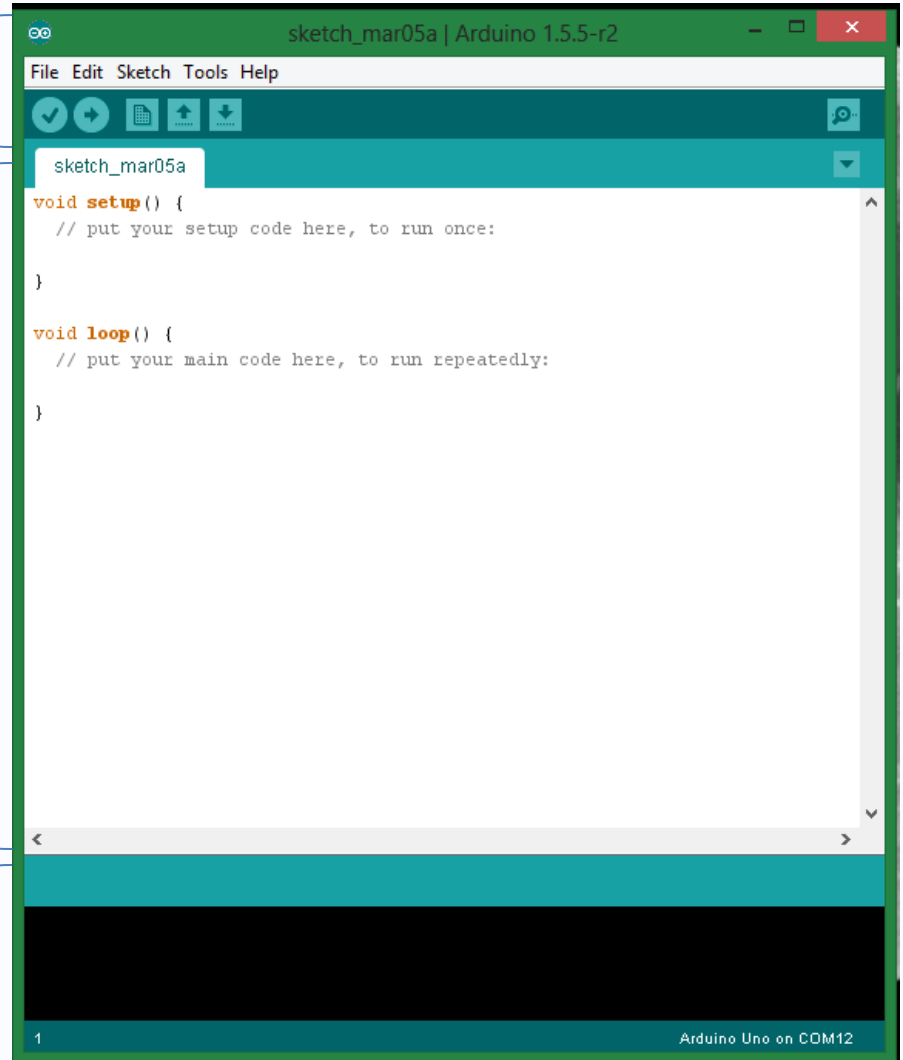 sketch_mar05a | Arduino 1.5.5-r2
File Edit Sketch Tools Help
sketch_mar05a
void setup() {
  // put your setup code here, to run once:
}
void loop() {
  // put your main code here, to run repeatedly:
}
1 Arduino Uno on COM12